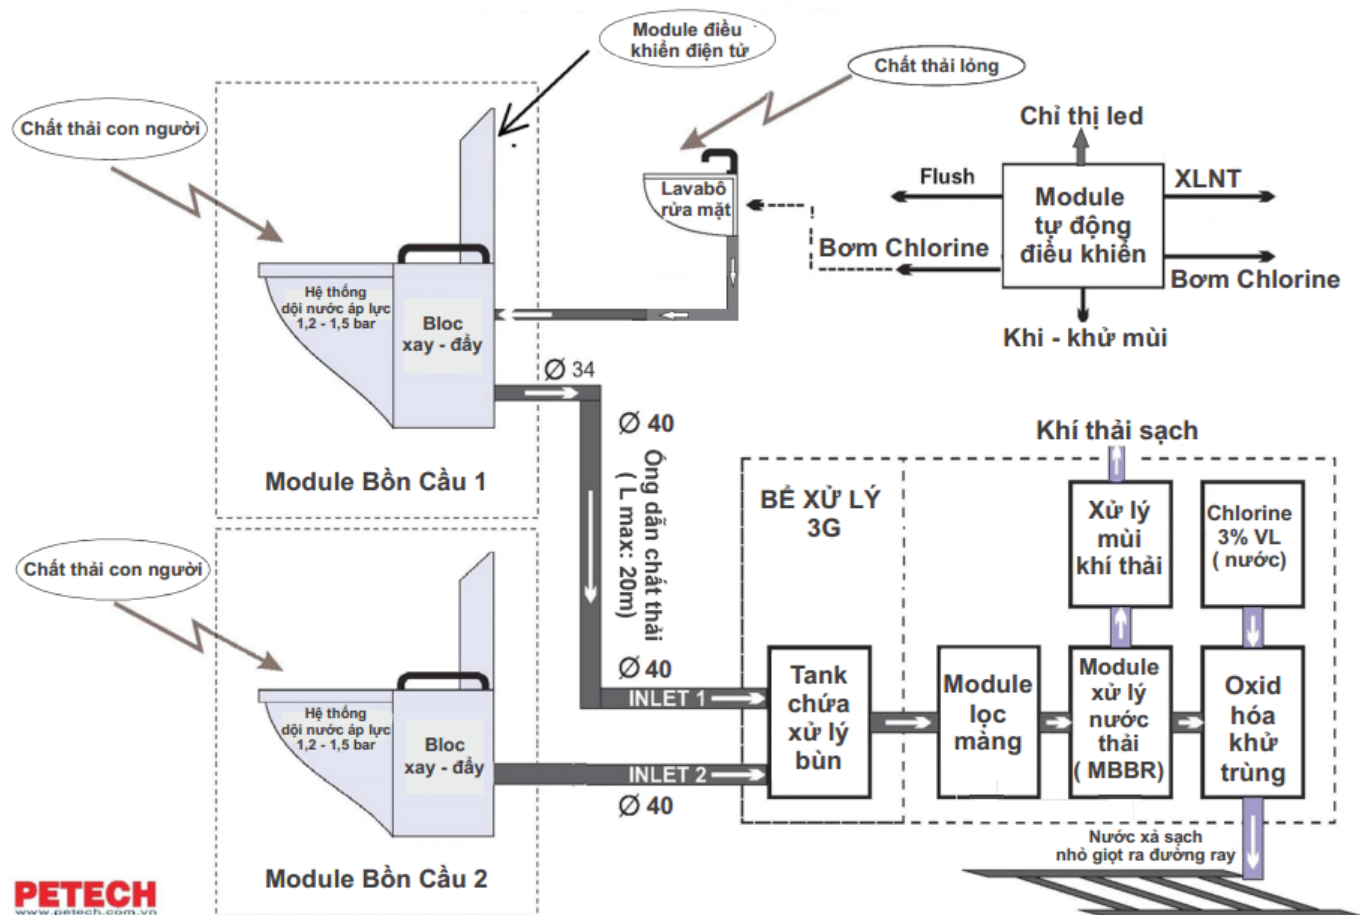 Module điều
khiển điện tử
Chất thải lỏng
Chất thải con người
Chỉ thị led
Flush
XLNT
Module
tự động
điều khiển
Bơm Chlorine
Bơm Chlorine
Khi - khử mùi
Lavabô
rửa mặt
Hệ thống
dội nước áp lực
1,2 - 1,5 bar
Bloc
xay - đẩy
Ø 34
Ø 40
Module Bồn Cầu 1
Ống dẫn chất thải
( L max: 20m)
Khí thải sạch
BỂ XỬ LÝ
3G
Xử lý
mùi
khí thải
Chlorine
3% VL
( nước)
Chất thải con người
Ø 40
INLET 1
Tank
chứa
xử lý
bùn
Module
lọc
màng
Module
xử lý
nước
thải
( MBBR)
Oxid
hóa
khử
trùng
Hệ thống
dội nước áp lực
1,2 - 1,5 bar
Bloc
xay - đẩy
INLET 2
Ø 40
Nước xả sạch
nhỏ giọt ra đường ray
Module Bồn Cầu 2
PETECH
www.petech.com.vn